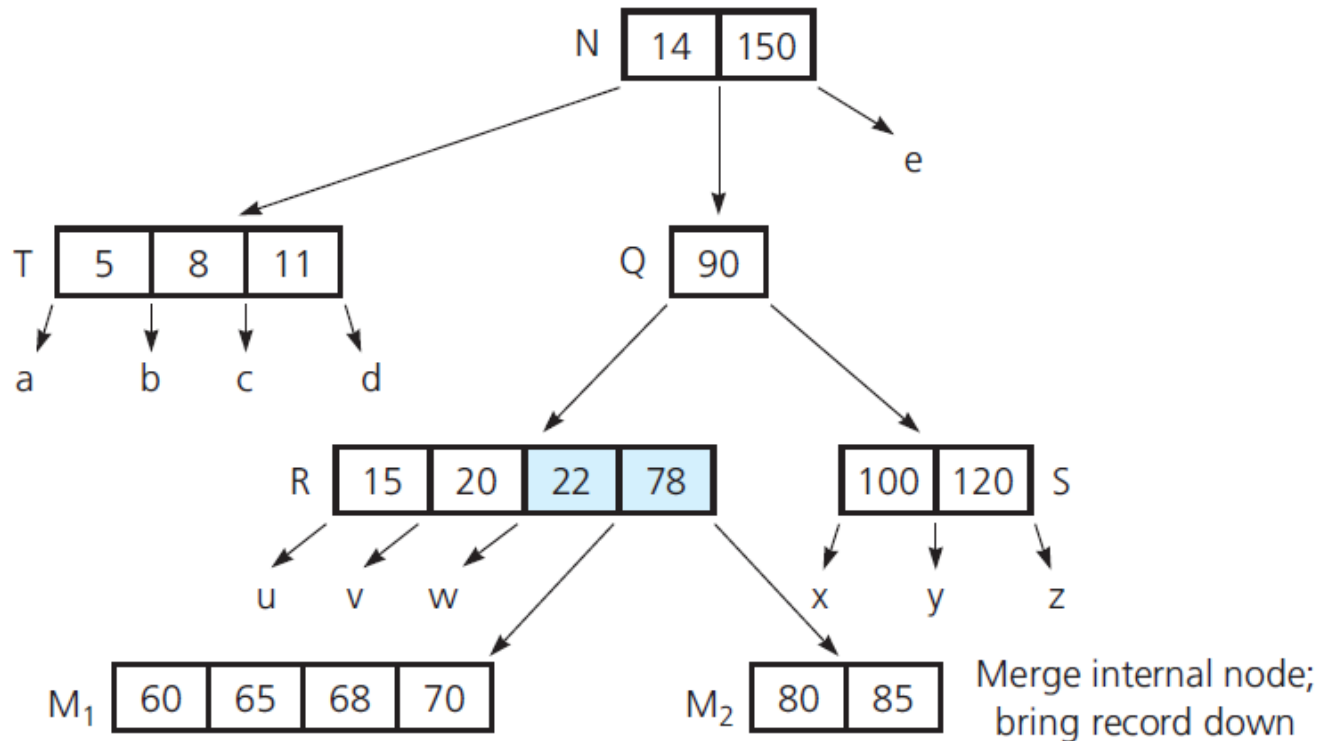 N 14 150
e
T 5 8 11
Q 90
a b c d
R 15 20 22 78
100 120 S
u v w
x y z
M1 60 65 68 70
M2 80 85
Merge internal node;
bring record down